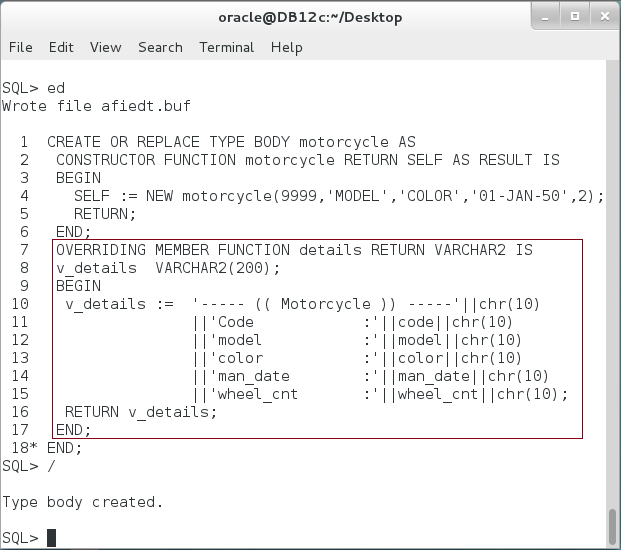 oracle@DB12c:~/Desktop
File Edit View Search Terminal Help
SQL> ed
Wrote file afiedt.buf
  1  CREATE OR REPLACE TYPE BODY motorcycle AS
  2   CONSTRUCTOR FUNCTION motorcycle RETURN SELF AS RESULT IS
  3   BEGIN
  4     SELF := NEW motorcycle(9999,'MODEL','COLOR','01-JAN-50',2);
  5     RETURN;
  6   END;
  7   OVERRIDING MEMBER FUNCTION details RETURN VARCHAR2 IS
  8   v_details  VARCHAR2(200);
  9   BEGIN
 10    v_details :=  '----- (( Motorcycle )) -----'||chr(10)
 11                  ||'Code            :'||code||chr(10)
 12                  ||'model           :'||model||chr(10)
 13                  ||'color           :'||color||chr(10)
 14                  ||'man_date        :'||man_date||chr(10)
 15                  ||'wheel_cnt       :'||wheel_cnt||chr(10);
 16    RETURN v_details;
 17   END;
 18* END;
SQL> /
Type body created.
SQL>